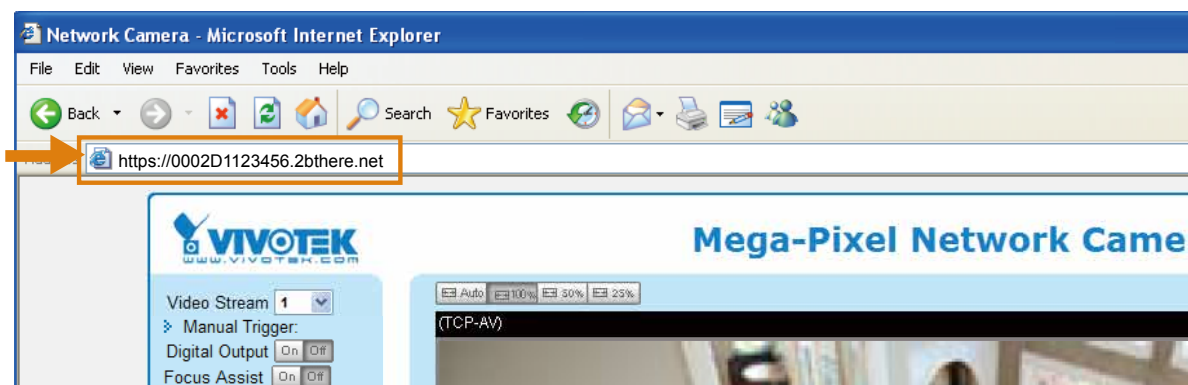 Network Camera - Microsoft Internet Explorer
File Edit View Favorites Tools Help
Back Search Favorites
https://0002D1123456.2bthere.net
VIVOTEK
www.vivotek.com
Mega-Pixel Network Came
Video Stream 1
Auto 100% 50% 25%
Manual Trigger:
(TCP-AV)
Digital Output On Off
Focus Assist On Off